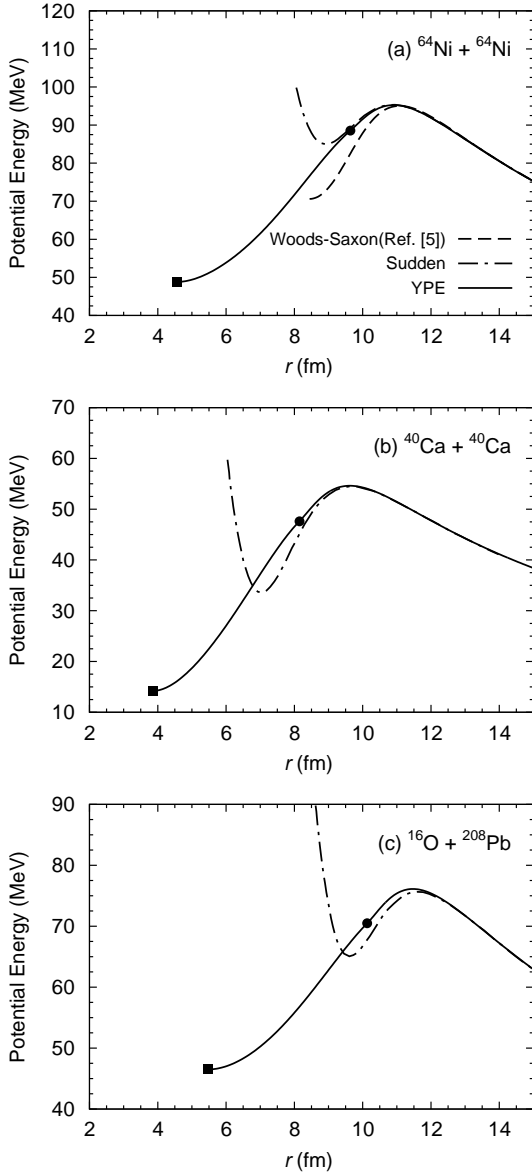 120
110
100
90
80
70
60
50
40
Potential Energy (MeV)
(a) ⁶⁴Ni + ⁶⁴Ni
Woods-Saxon(Ref. [5])
Sudden
YPE
2 4 6 8 10 12 14
r (fm)
70
60
50
40
30
20
10
Potential Energy (MeV)
(b) ⁴⁰Ca + ⁴⁰Ca
2 4 6 8 10 12 14
r (fm)
90
80
70
60
50
40
Potential Energy (MeV)
(c) ¹⁶O + ²⁰⁸Pb
2 4 6 8 10 12 14
r (fm)